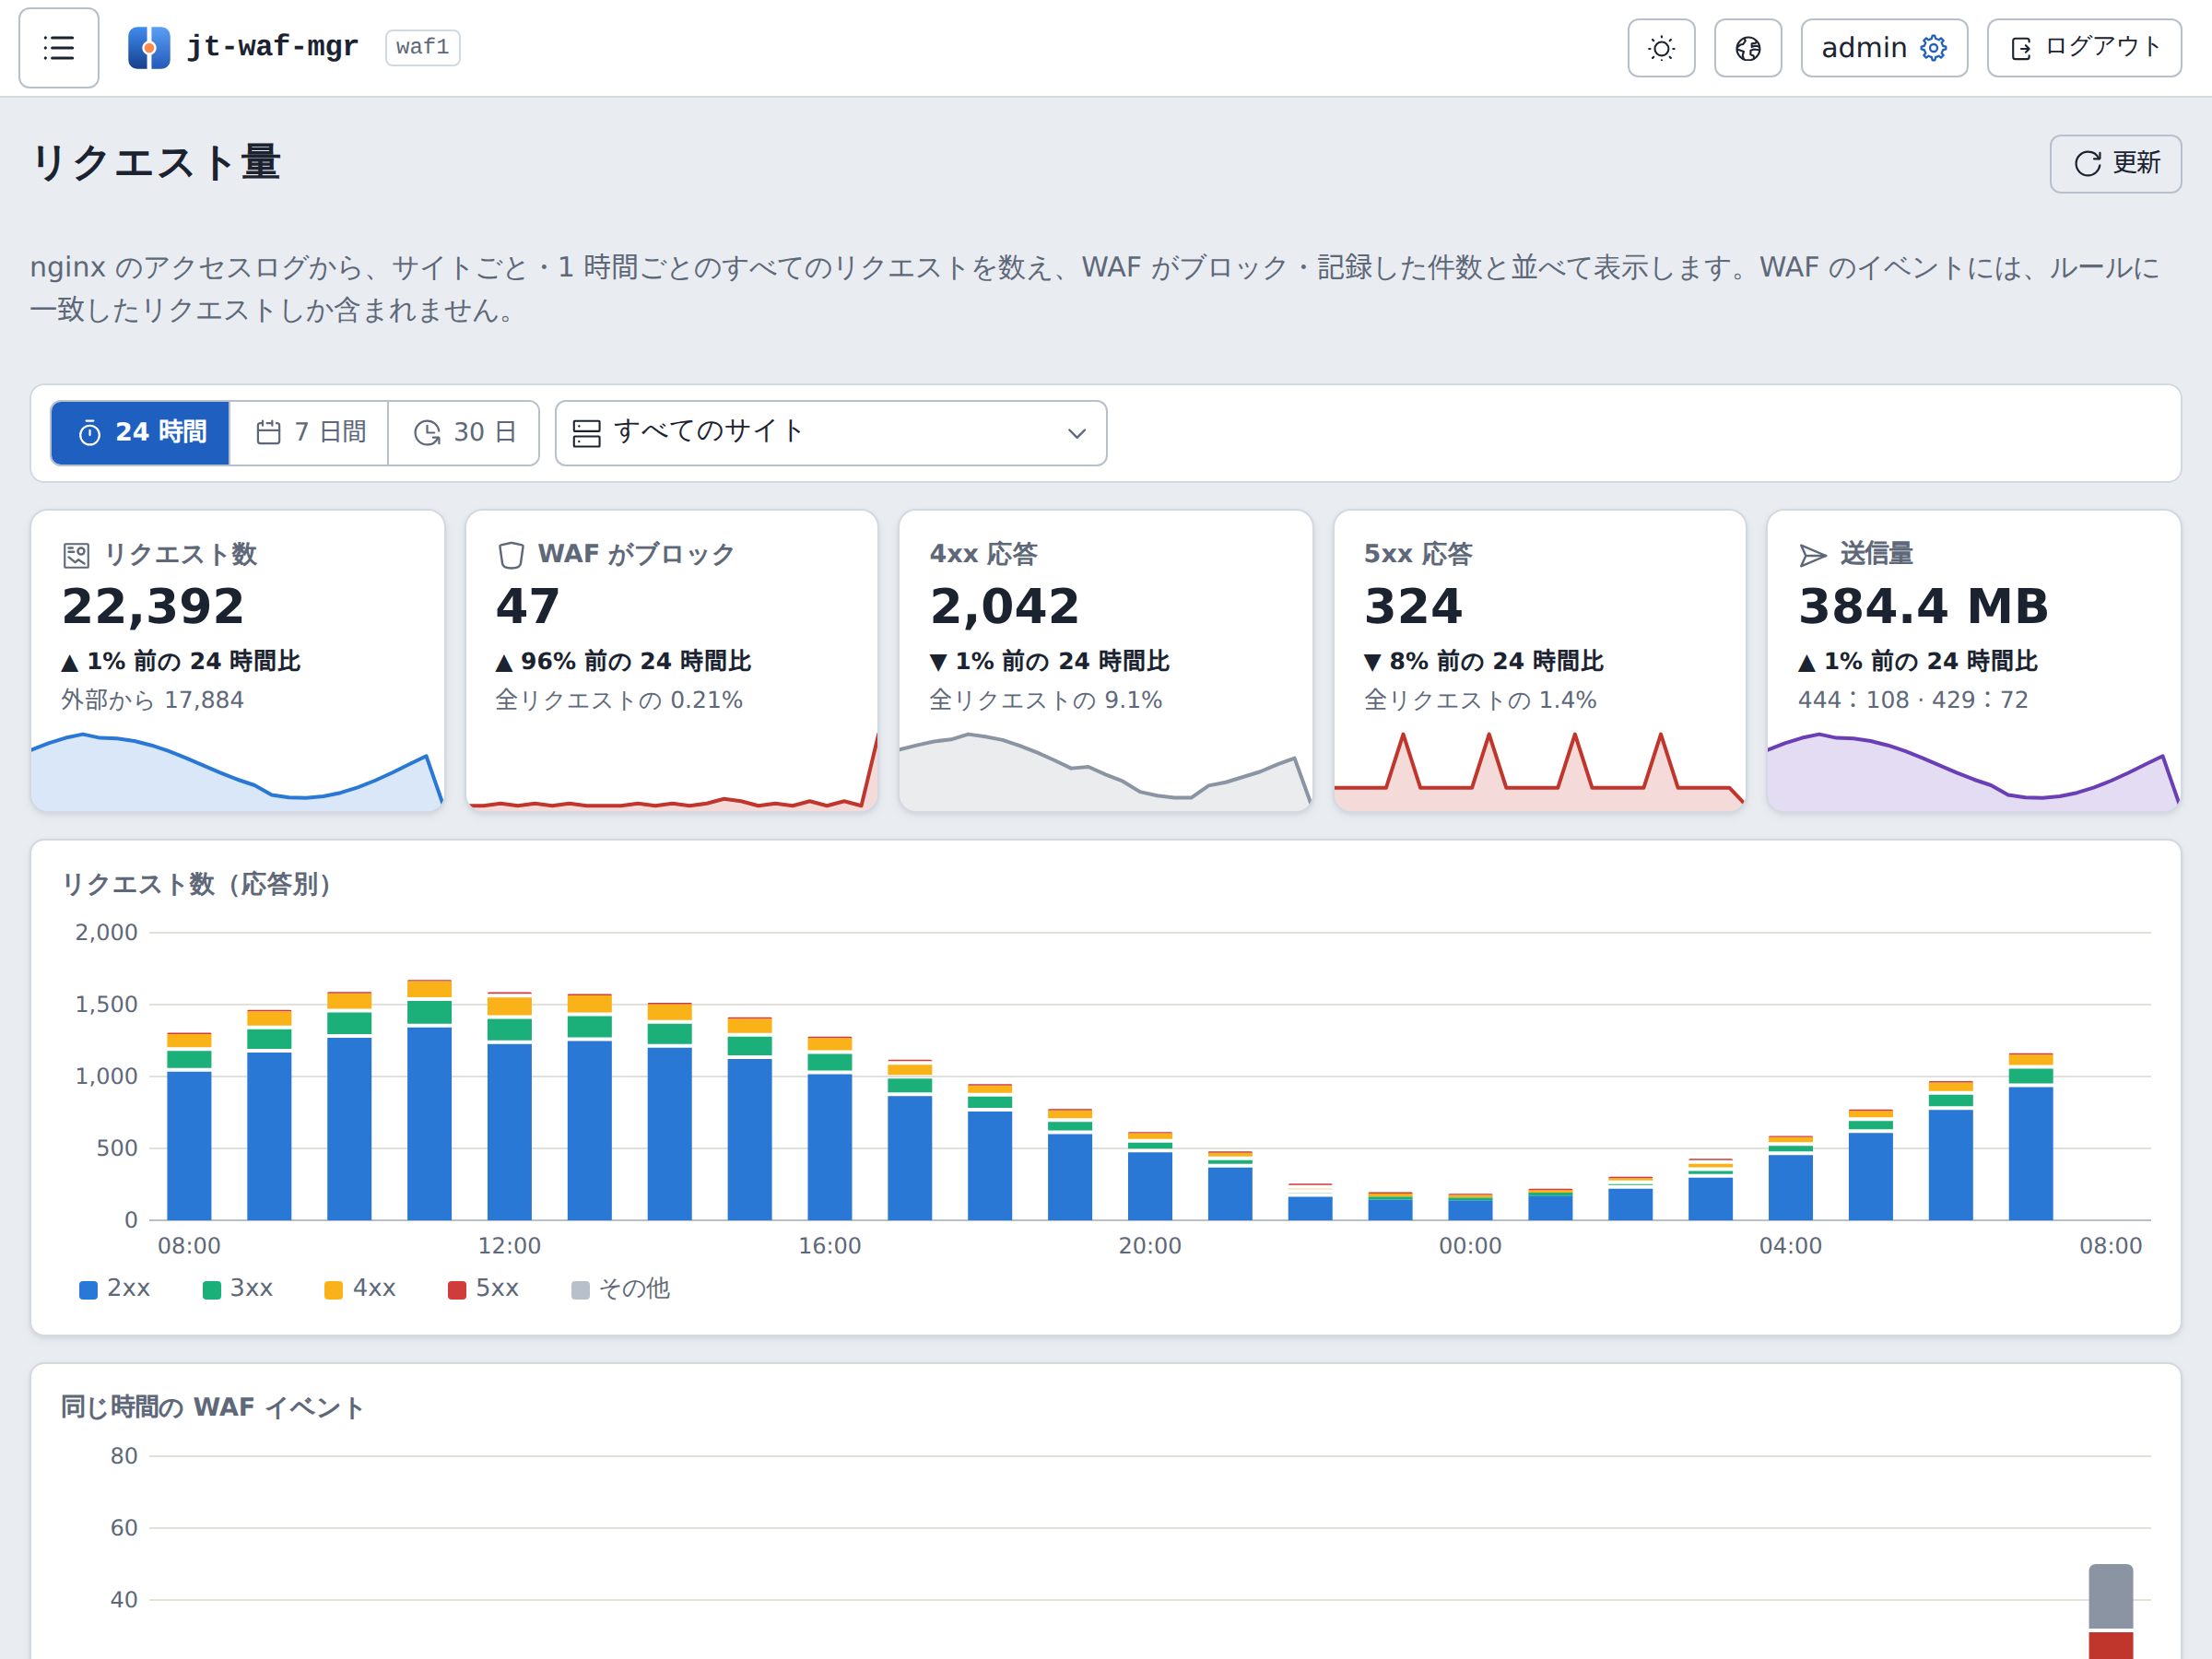 jt-waf-mgr
waf1
admin
ログアウト
リクエスト量
更新
nginx のアクセスログから、サイトごと・1 時間ごとのすべてのリクエストを数え、WAF がブロック・記録した件数と並べて表示します。WAF のイベントには、ルールに
一致したリクエストしか含まれません。
24 時間
7 日間
30 日
すべてのサイト
リクエスト数
22,392
▲ 1% 前の 24 時間比
外部から 17,884
WAF がブロック
47
▲ 96% 前の 24 時間比
全リクエストの 0.21%
4xx 応答
2,042
▼ 1% 前の 24 時間比
全リクエストの 9.1%
5xx 応答
324
▼ 8% 前の 24 時間比
全リクエストの 1.4%
送信量
384.4 MB
▲ 1% 前の 24 時間比
444：108 · 429：72
リクエスト数（応答別）
2,000
1,500
1,000
500
0
08:00 12:00 16:00 20:00 00:00 04:00 08:00
2xx 3xx 4xx 5xx その他
同じ時間の WAF イベント
80
60
40